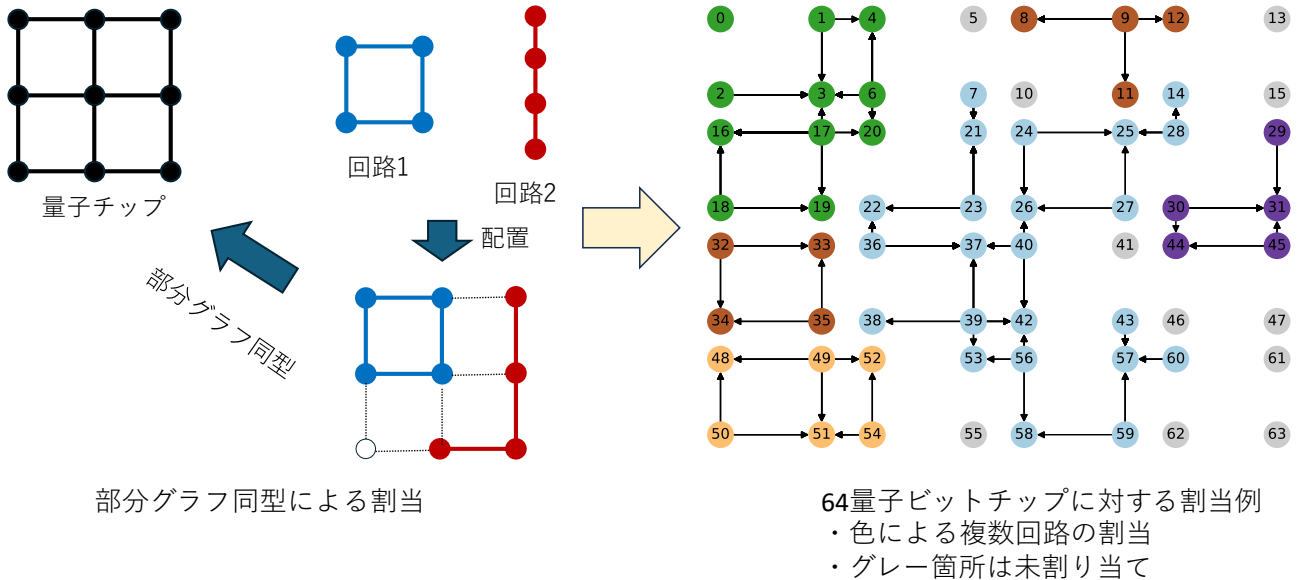 量子チップ
回路1
回路2
配置
部分グラフ同型
部分グラフ同型による割当
0 1 4 5 8 9 12 13
2 3 6 7 10 11 14 15
16 17 20 21 24 25 28 29
18 19 22 23 26 27 30 31
32 33 36 37 40 41 44 45
34 35 38 39 42 43 46 47
48 49 52 53 56 57 60 61
50 51 54 55 58 59 62 63
64量子ビットチップに対する割当例
・色による複数回路の割当
・グレー箇所は未割り当て